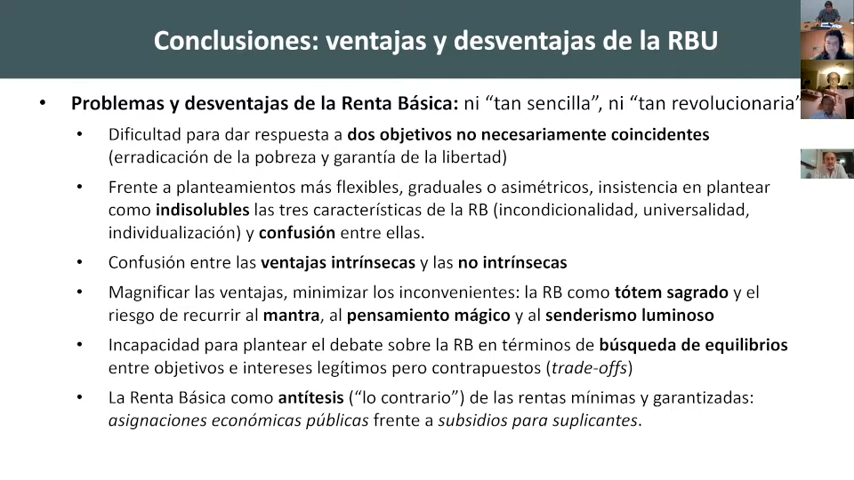 Conclusiones: ventajas y desventajas de la RBU
• Problemas y desventajas de la Renta Básica: ni “tan sencilla”, ni “tan revolucionaria”
• Dificultad para dar respuesta a dos objetivos no necesariamente coincidentes
(erradicación de la pobreza y garantía de la libertad)
• Frente a planteamientos más flexibles, graduales o asimétricos, insistencia en plantear
como indisolubles las tres características de la RB (incondicionalidad, universalidad,
individualización) y confusión entre ellas.
• Confusión entre las ventajas intrínsecas y las no intrínsecas
• Magnificar las ventajas, minimizar los inconvenientes: la RB como tótem sagrado y el
riesgo de recurrir al mantra, al pensamiento mágico y al senderismo luminoso
• Incapacidad para plantear el debate sobre la RB en términos de búsqueda de equilibrios
entre objetivos e intereses legítimos pero contrapuestos (trade-offs)
• La Renta Básica como antítesis (“lo contrario”) de las rentas mínimas y garantizadas:
asignaciones económicas públicas frente a subsidios para suplicantes.